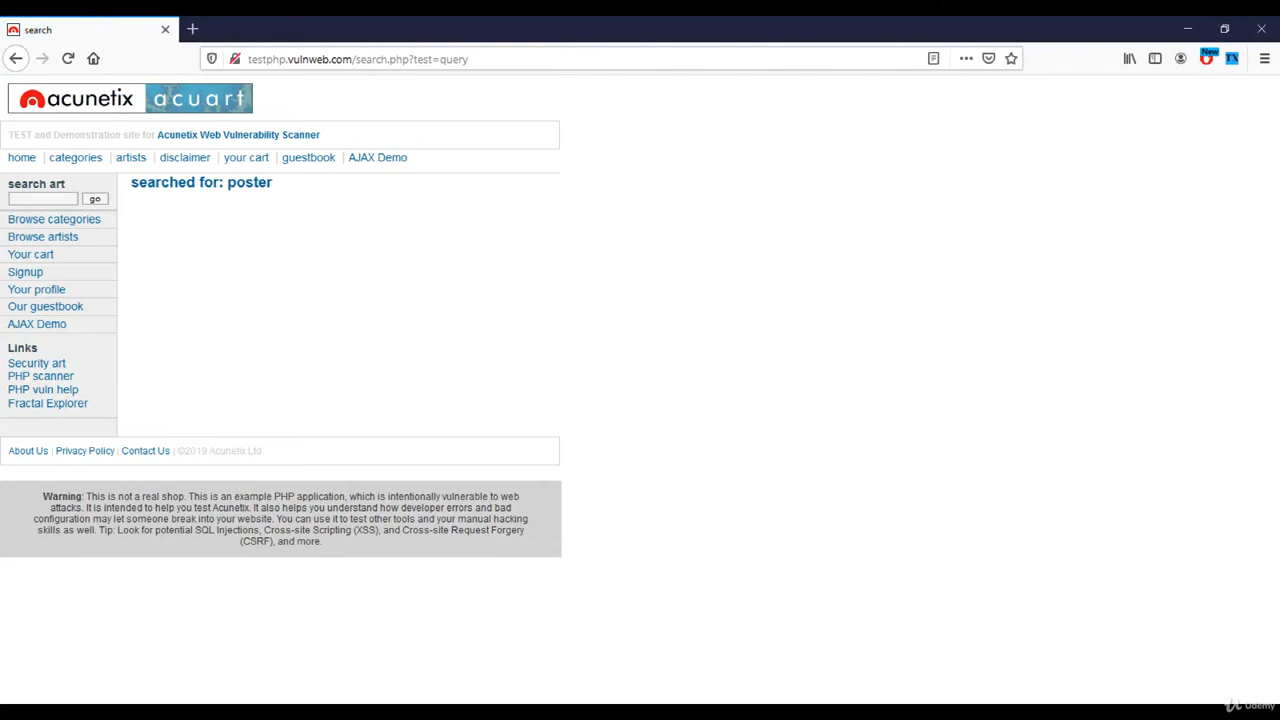 search
testphp.vulnweb.com/search.php?test=query
New
TX
acunetix acuart
TEST and Demonstration site for Acunetix Web Vulnerability Scanner
home | categories | artists | disclaimer | your cart | guestbook | AJAX Demo
search art
go
Browse categories
Browse artists
Your cart
Signup
Your profile
Our guestbook
AJAX Demo
Links
Security art
PHP scanner
PHP vuln help
Fractal Explorer
searched for: poster
About Us | Privacy Policy | Contact Us | ©2019 Acunetix Ltd
Warning: This is not a real shop. This is an example PHP application, which is intentionally vulnerable to web
attacks. It is intended to help you test Acunetix. It also helps you understand how developer errors and bad
configuration may let someone break into your website. You can use it to test other tools and your manual hacking
skills as well. Tip: Look for potential SQL Injections, Cross-site Scripting (XSS), and Cross-site Request Forgery
(CSRF), and more.
Udemy